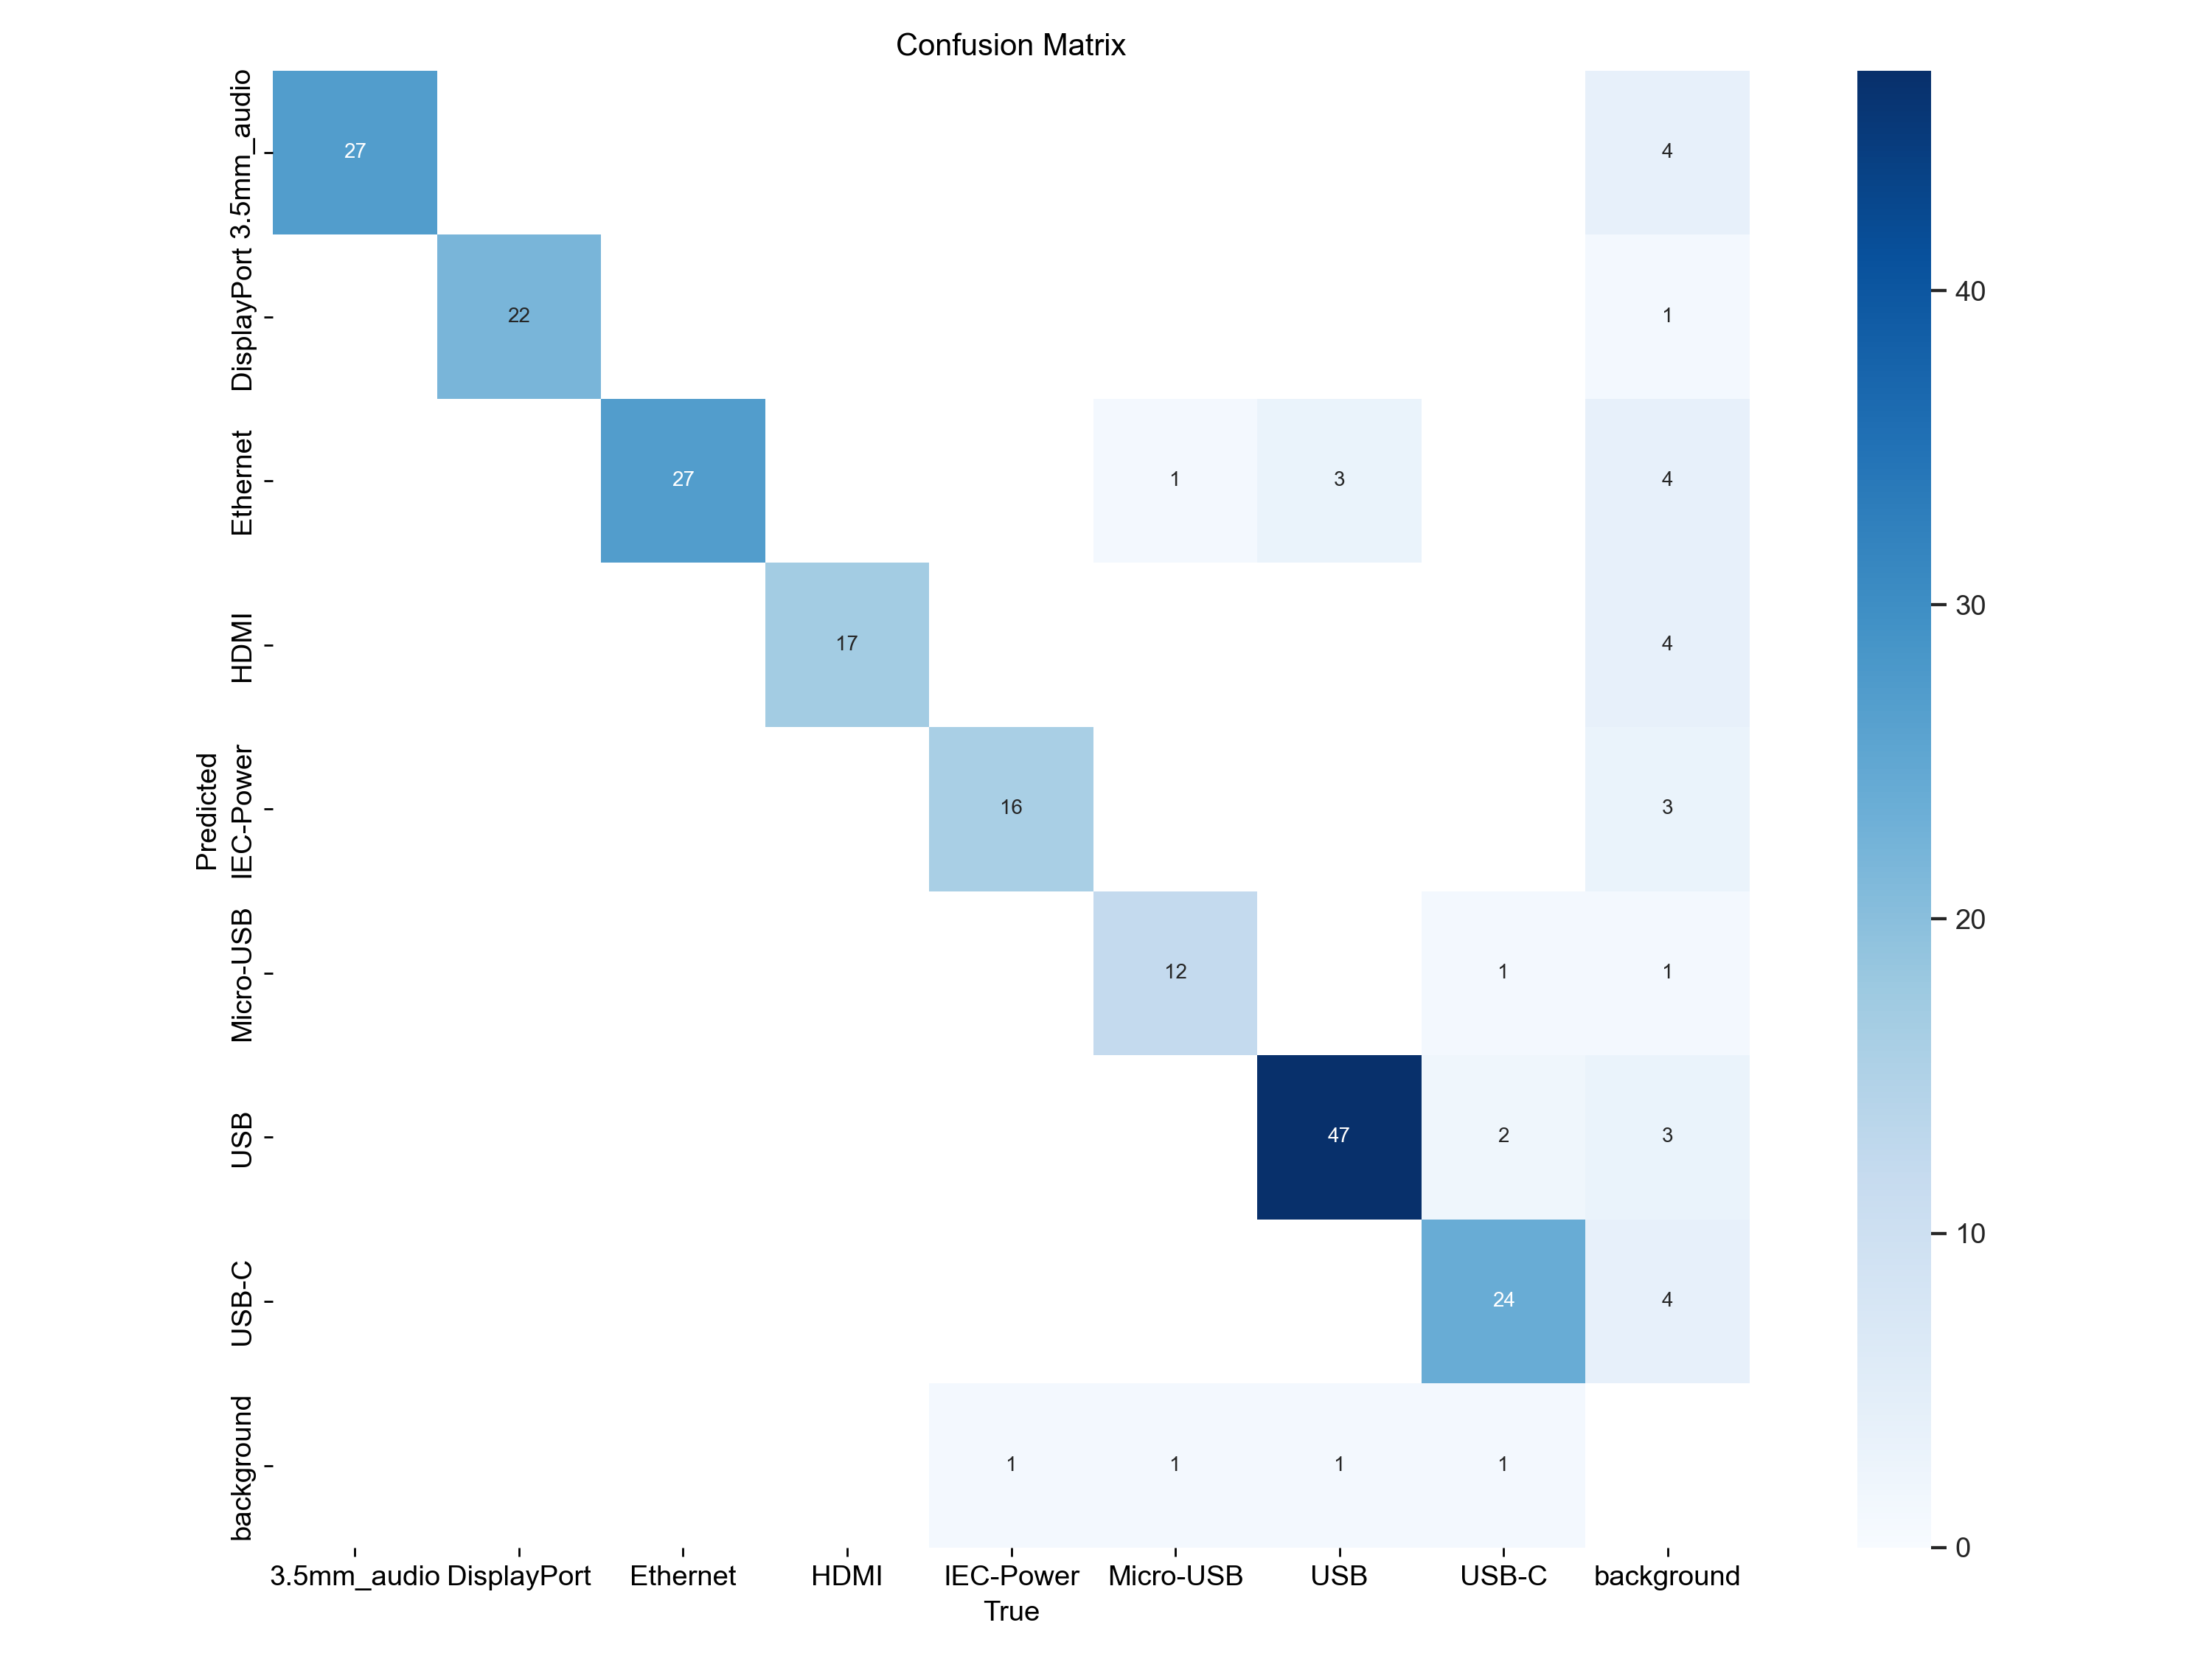 Confusion Matrix
3.5mm_audio
27
4
DisplayPort
22
1
40
Ethernet
27
1
3
4
HDMI
17
4
30
Predicted
IEC-Power
16
3
Micro-USB
12
1
1
20
USB
47
2
3
USB-C
24
4
10
background
1
1
1
1
0
3.5mm_audio DisplayPort Ethernet HDMI IEC-Power Micro-USB USB USB-C background
True